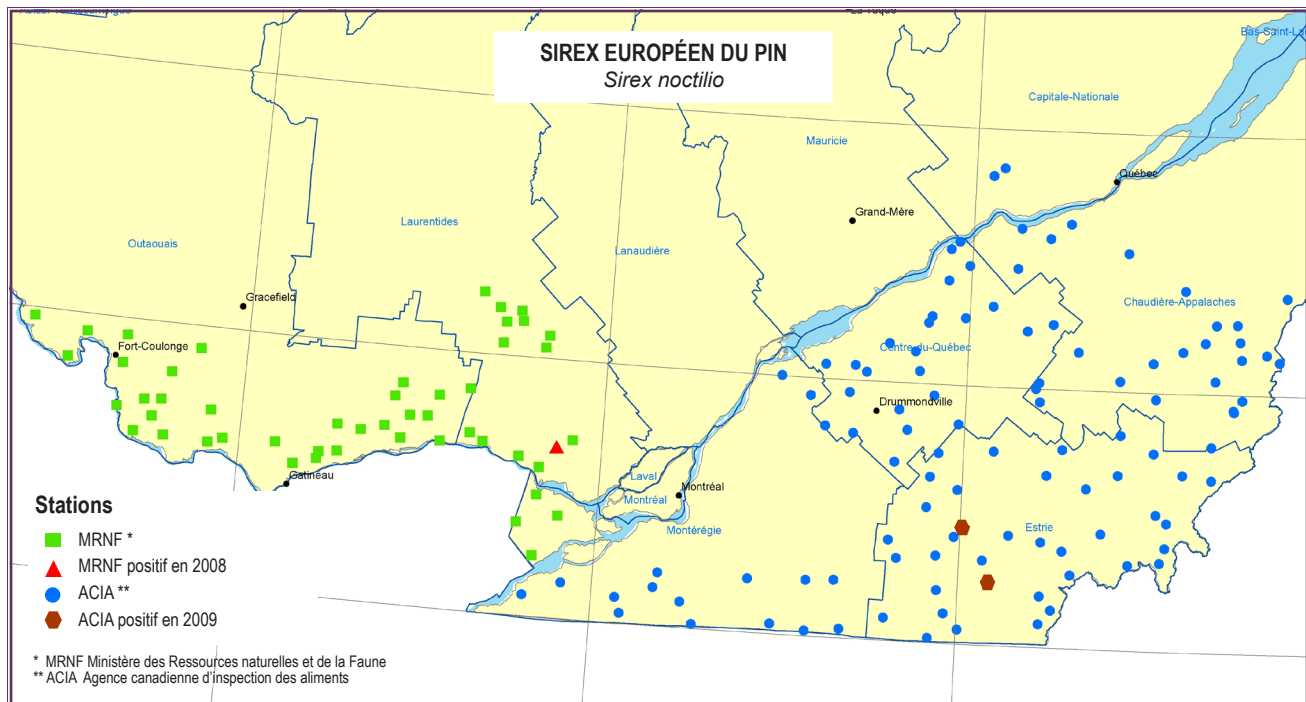 La Tuque
SIREX EUROPÉEN DU PIN
Sirex noctilio
Bas-Saint-La
Capitale-Nationale
Mauricie
Québec
Grand-Mère
Laurentides
Outaouais
Lanaudière
Gracefield
Chaudière-Appalaches
Fort-Coulonge
Centre-du-Québec
Drummondville
Gatineau
Laval
Montréal
Montréal
Montérégie
Estrie
Stations
MRNF *
MRNF positif en 2008
ACIA **
ACIA positif en 2009
* MRNF Ministère des Ressources naturelles et de la Faune
** ACIA Agence canadienne d'inspection des aliments